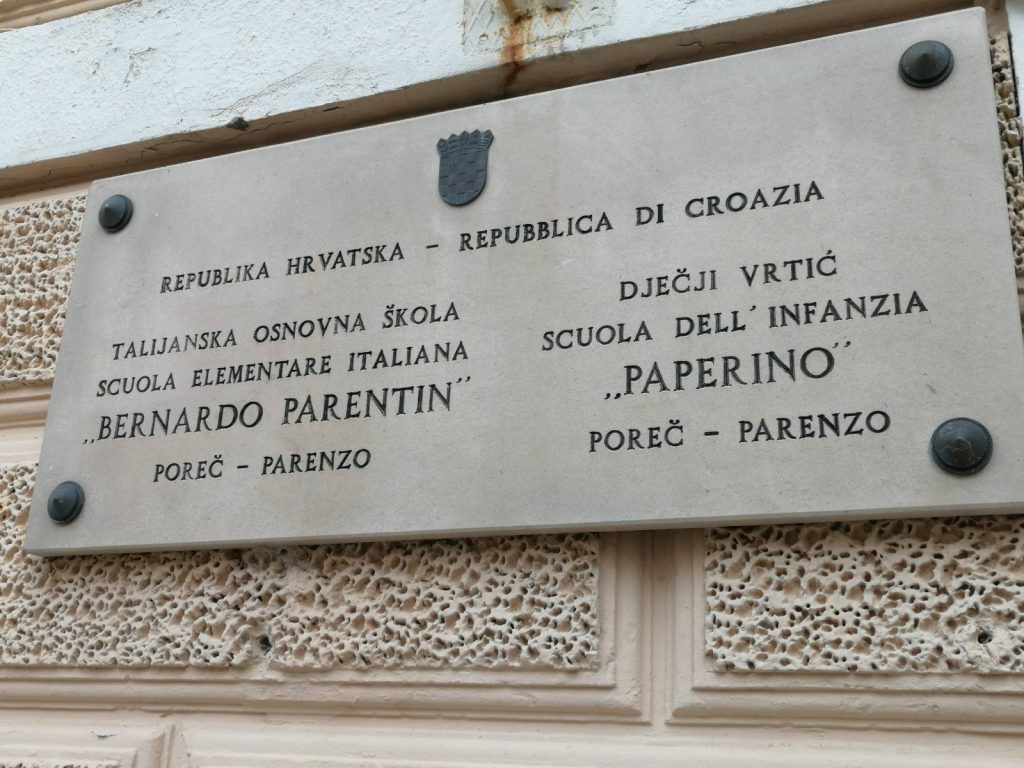 REPUBLIKA HRVATSKA – REPUBBLICA DI CROAZIA
TALIJANSKA OSNOVNA ŠKOLA
SCUOLA ELEMENTARE ITALIANA
„BERNARDO PARENTIN”
POREČ – PARENZO
DJEČJI VRTIĆ
SCUOLA DELL' INFANZIA
„PAPERINO”
POREČ – PARENZO